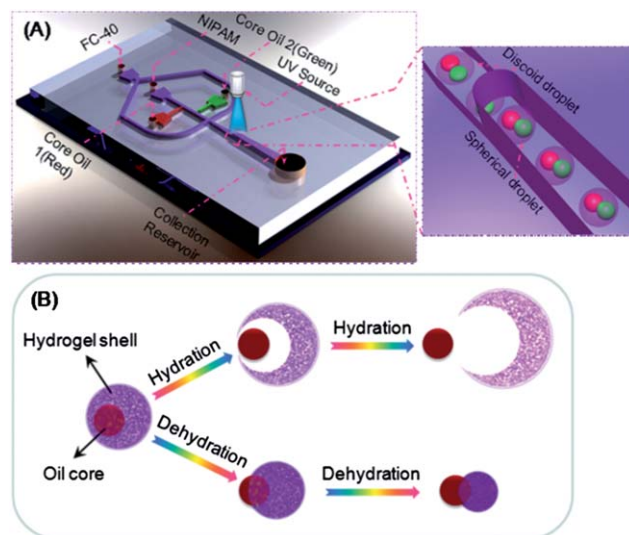 (A)
FC-40
NIPAM
Core Oil 2(Green)
UV Source
Core Oil
1(Red)
Collection
Reservoir
Discoid droplet
Spherical droplet
(B)
Hydrogel shell
Oil core
Hydration
Hydration
Dehydration
Dehydration